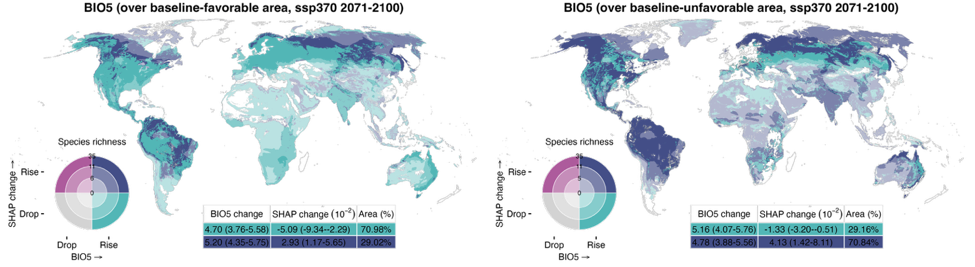 BIO5 (over baseline-favorable area, ssp370 2071-2100)
Species richness
0
SHAP change →
Rise
Drop
Drop Rise
BIO5 →
BIO5 change SHAP change (10⁻²) Area (%)
4.70 (3.76-5.58) -5.09 (-9.34--2.29) 70.98%
5.20 (4.35-5.75) 2.93 (1.17-5.65) 29.02%
BIO5 (over baseline-unfavorable area, ssp370 2071-2100)
Species richness
0
SHAP change →
Rise
Drop
Drop Rise
BIO5 →
BIO5 change SHAP change (10⁻²) Area (%)
5.16 (4.07-5.76) -1.33 (-3.20--0.51) 29.16%
4.78 (3.88-5.56) 4.13 (1.42-8.11) 70.84%